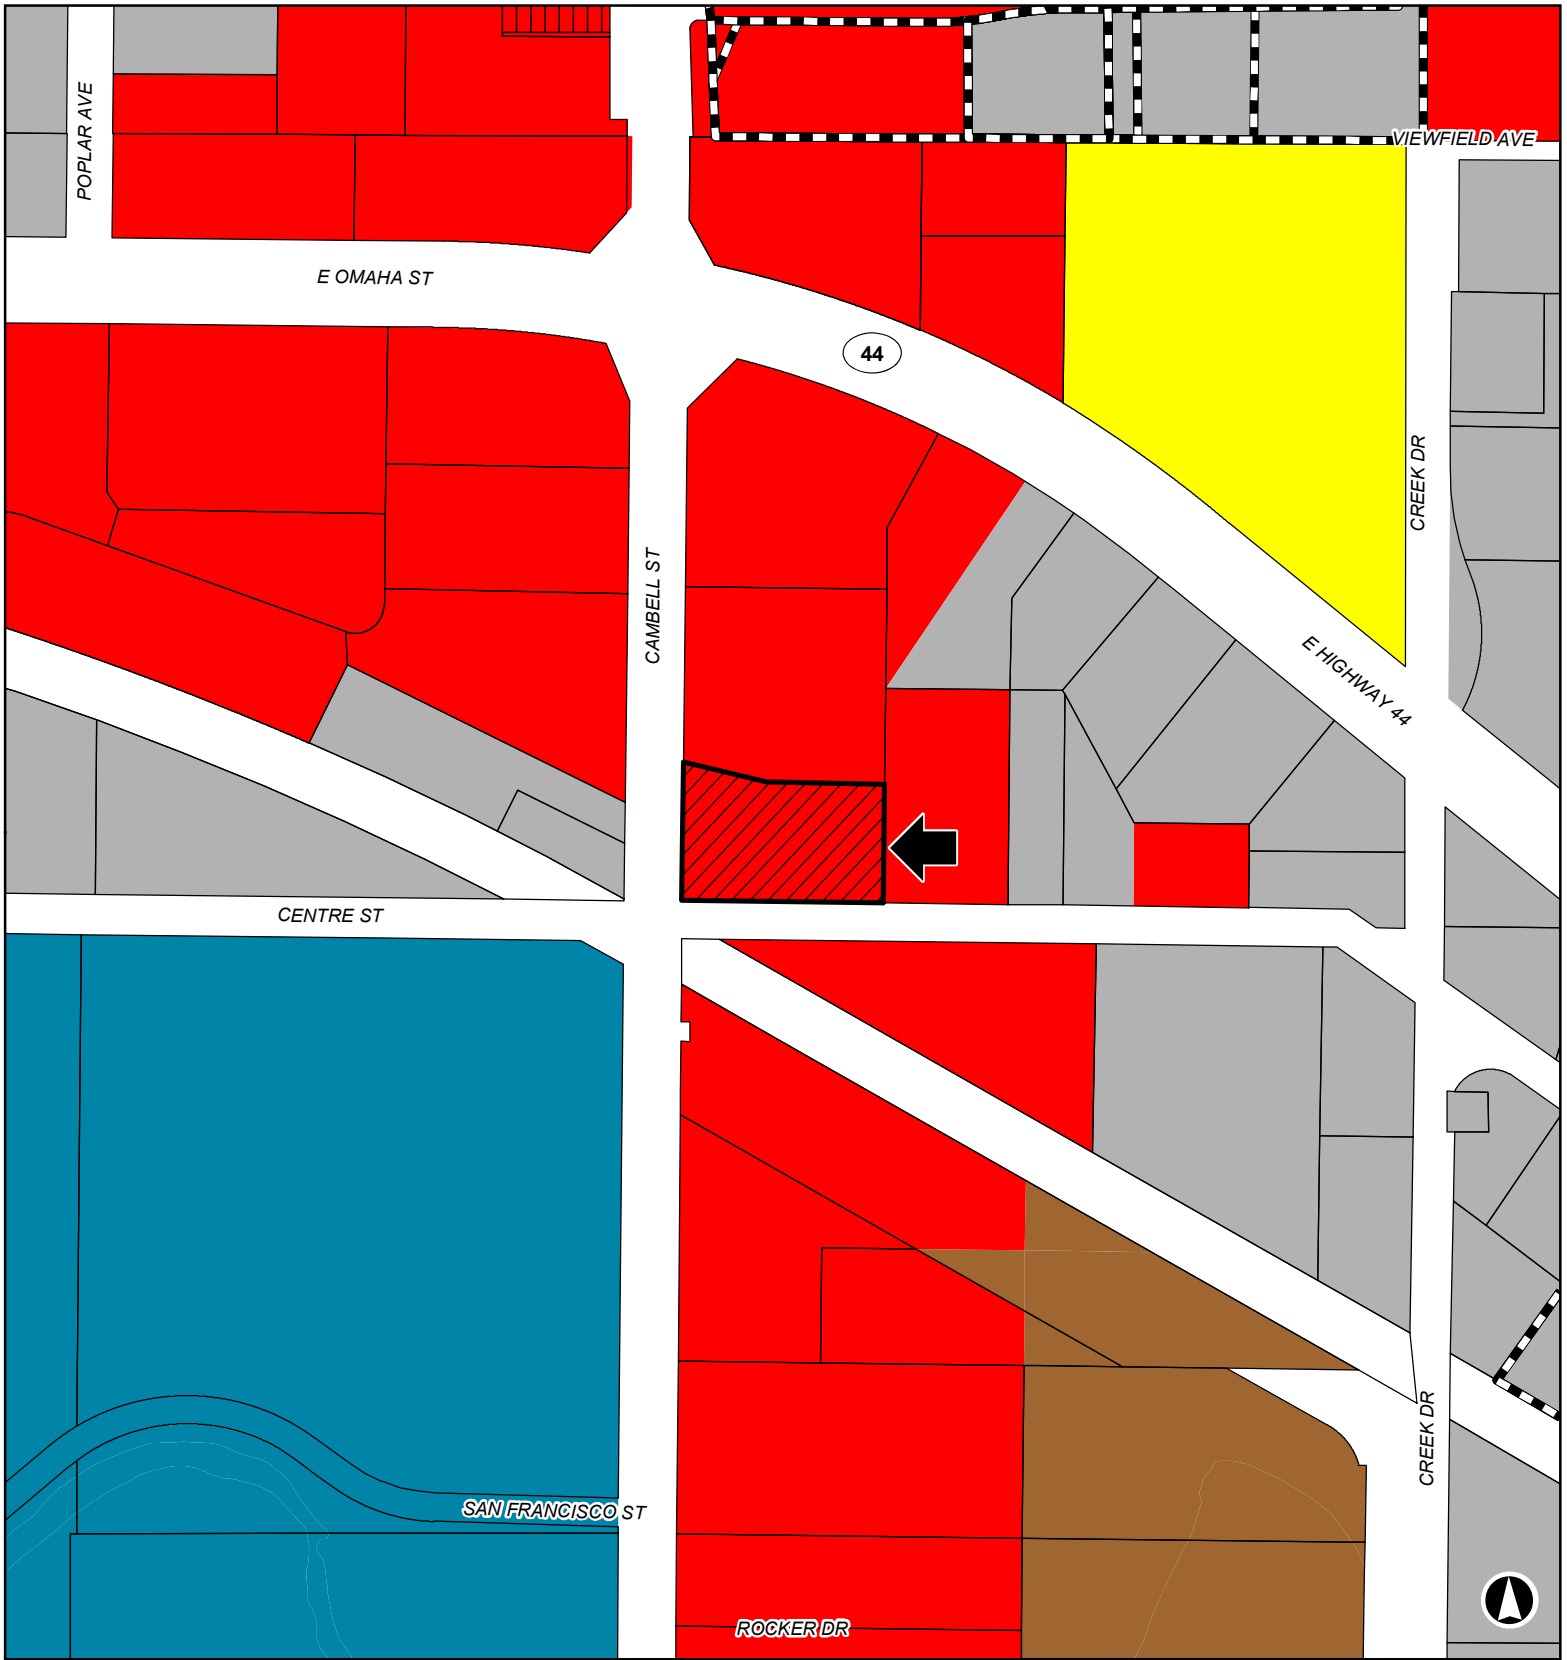 POPLAR AVE
VIEWFIELD AVE
E OMAHA ST
44
CREEK DR
CAMBELL ST
E HIGHWAY 44
CENTRE ST
CREEK DR
SAN FRANCISCO ST
ROCKER DR